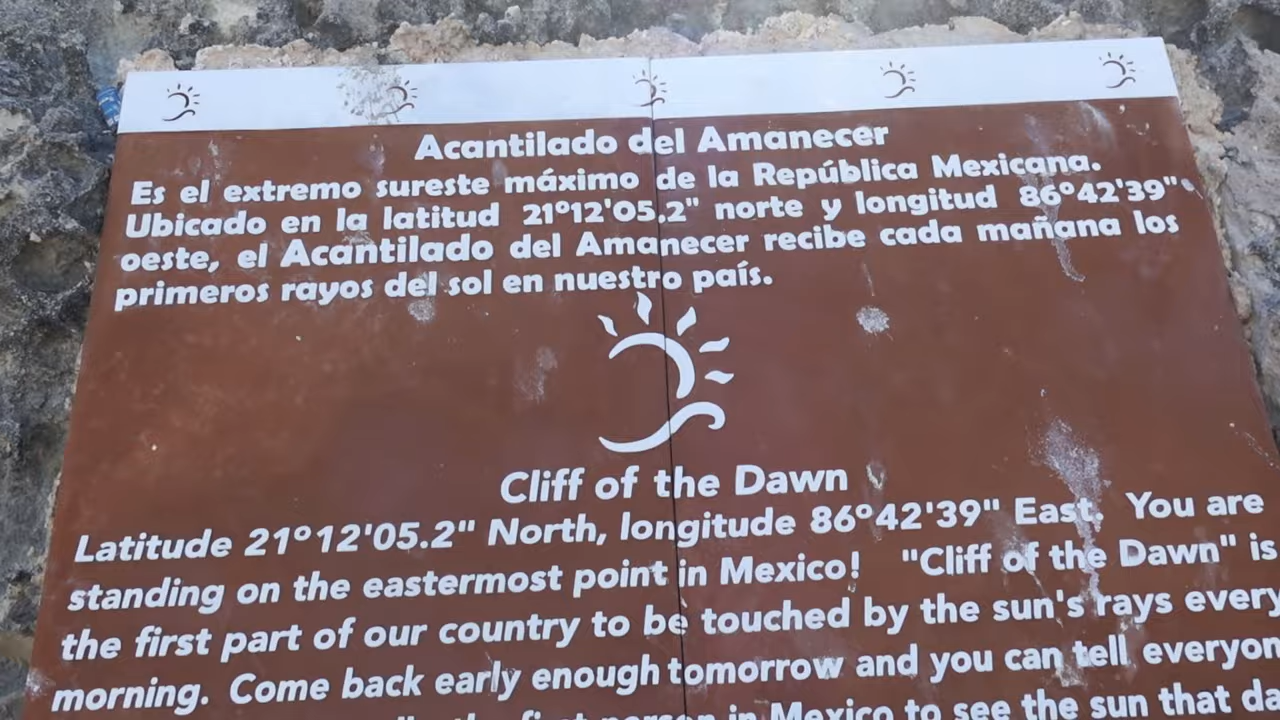 Acantilado del Amanecer
Es el extremo sureste máximo de la República Mexicana.
Ubicado en la latitud 21°12'05.2" norte y longitud 86°42'39"
oeste, el Acantilado del Amanecer recibe cada mañana los
primeros rayos del sol en nuestro país.
Cliff of the Dawn
Latitude 21°12'05.2" North, longitude 86°42'39" East. You are
standing on the eastermost point in Mexico! "Cliff of the Dawn" is
the first part of our country to be touched by the sun's rays every
morning. Come back early enough tomorrow and you can tell everyon
first person in Mexico to see the sun that da